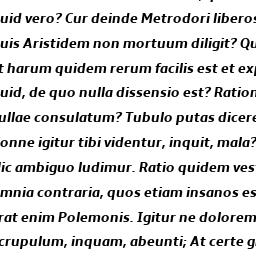 uid vero? Cur deinde Metrodori liberos
uis Aristidem non mortuum diligit? Qu
t harum quidem rerum facilis est et exp
uid, de quo nulla dissensio est? Ration
ullae consulatum? Tubulo putas dicere
onne igitur tibi videntur, inquit, mala?
ic ambiguo ludimur. Ratio quidem ves
mnia contraria, quos etiam insanos es
rat enim Polemonis. Igitur ne dolorem
crupulum, inquam, abeunti; At certe g